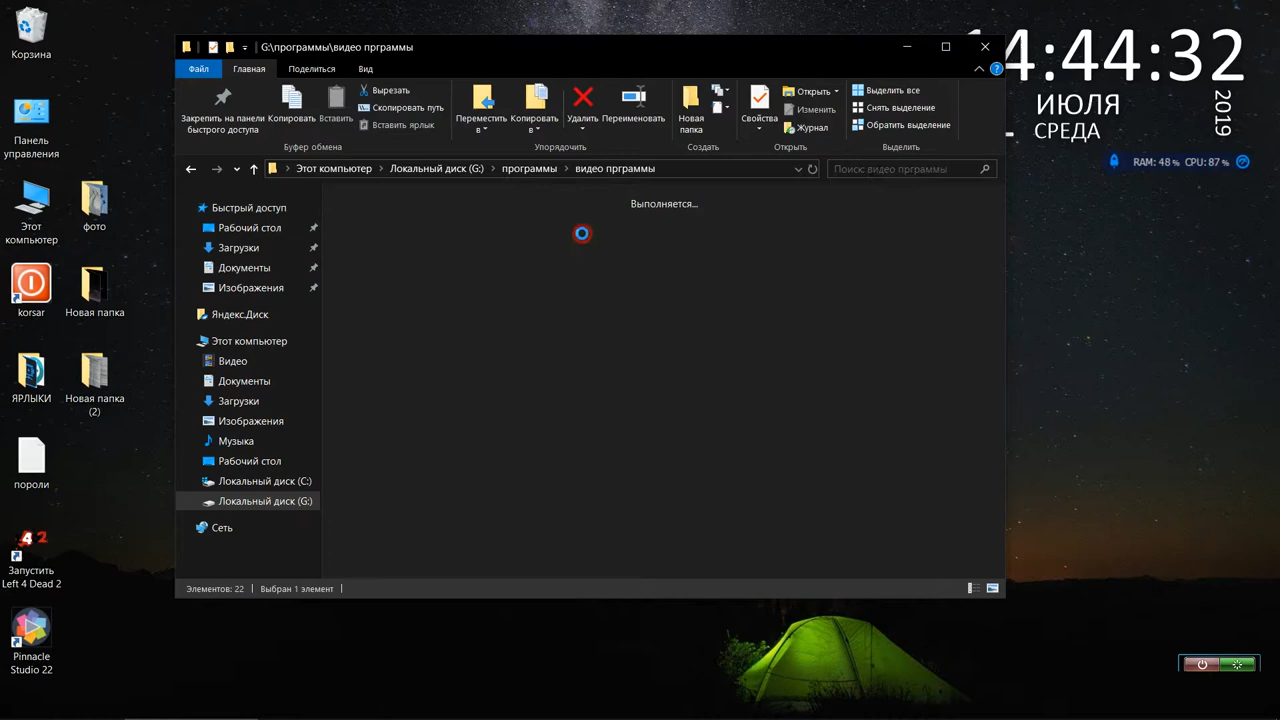 Корзина
Панель
управления
Этот
компьютер
фото
korsar
Новая папка
ЯРЛЫКИ
Новая папка
(2)
пороли
4 2
Запустить
Left 4 Dead 2
Pinnacle
Studio 22
G:\программы\видео прграммы
Файл
Главная
Поделиться
Вид
Закрепить на панели
быстрого доступа
Копировать
Вставить
Вырезать
Скопировать путь
Вставить ярлык
Буфер обмена
Переместить
в
Копировать
в
Удалить
Переименовать
Упорядочить
Новая
папка
Создать
Свойства
Открыть
Изменить
Журнал
Открыть
Выделить все
Снять выделение
Обратить выделение
Выделить
Этот компьютер
Локальный диск (G:)
программы
видео прграммы
Поиск: видео прграммы
Быстрый доступ
Рабочий стол
Загрузки
Документы
Изображения
Яндекс.Диск
Этот компьютер
Видео
Документы
Загрузки
Изображения
Музыка
Рабочий стол
Локальный диск (C:)
Локальный диск (G:)
Сеть
Выполняется...
Элементов: 22
Выбран 1 элемент
4:44:32
ИЮЛЯ
СРЕДА
2019
RAM: 48 % CPU: 87 %